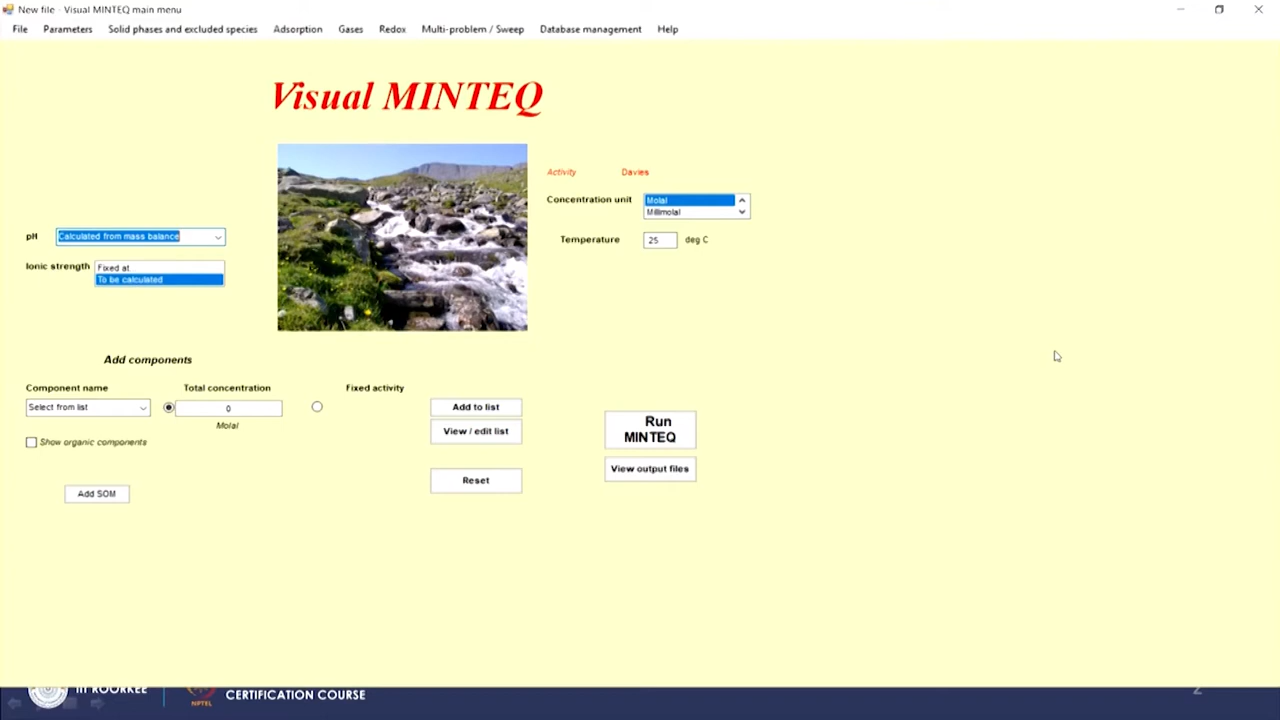 New file - Visual MINTEQ main menu
File Parameters Solid phases and excluded species Adsorption Gases Redox Multi-problem / Sweep Database management Help
Visual MINTEQ
Activity Davies
Concentration unit Molal
Millimolal
pH Calculated from mass balance
Temperature 25 deg C
Ionic strength Fixed at
To be calculated
Add components
Component name Total concentration Fixed activity
Select from list 0 Add to list
Molal
View / edit list
Run
MINTEQ
Show organic components
View output files
Reset
Add SOM
IIT ROORKEE
NPTEL
CERTIFICATION COURSE
2